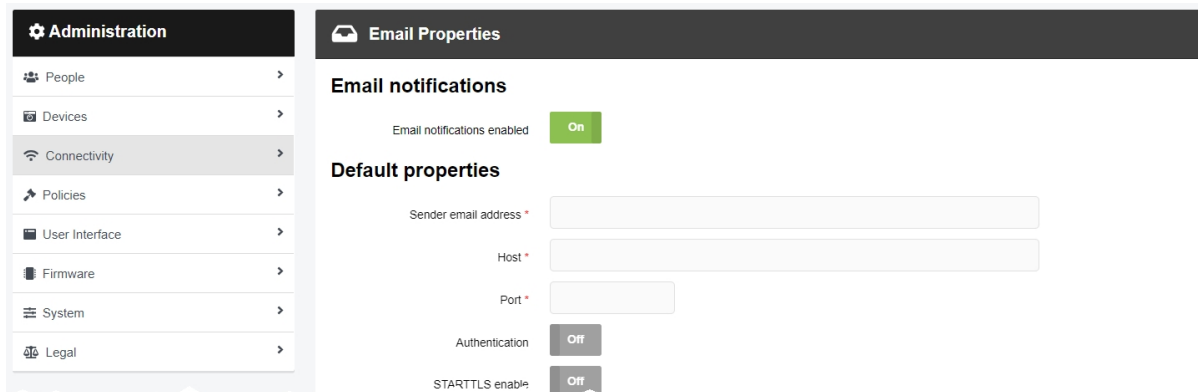 Administration
People
Devices
Connectivity
Policies
User Interface
Firmware
System
Legal
Email Properties
Email notifications
Email notifications enabled On
Default properties
Sender email address *
Host *
Port *
Authentication Off
STARTTLS enable Off